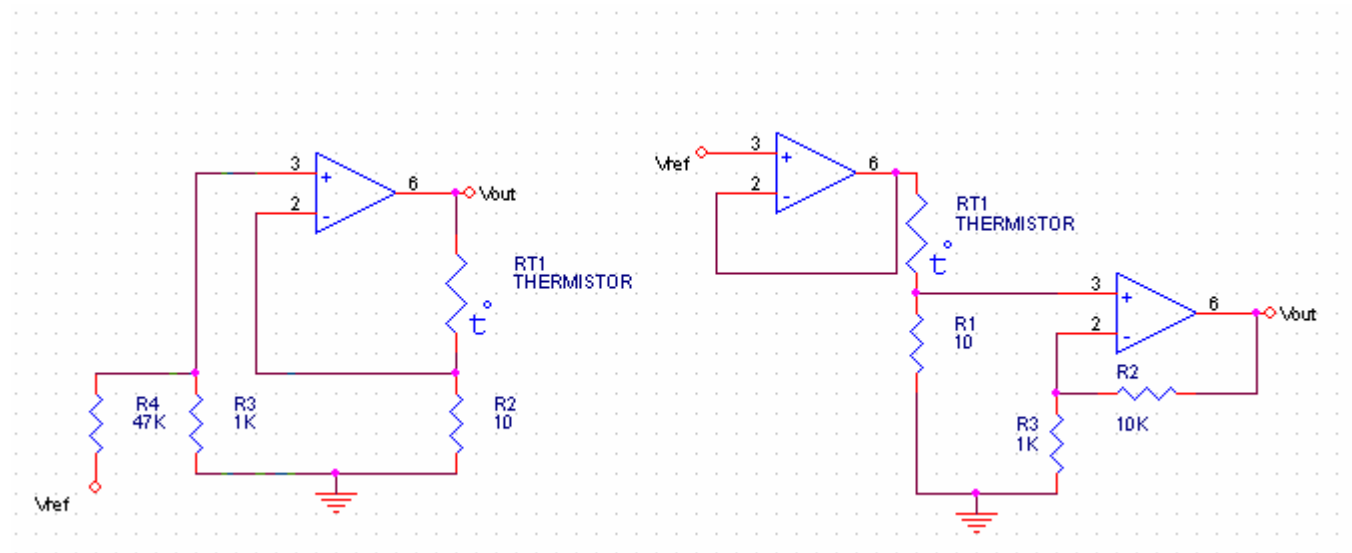 3
+
2
-
6
Vout
RT1
THERMISTOR
t°
R4
47K
R3
1K
R2
10
Vref
Vref
3
+
2
-
6
RT1
THERMISTOR
t°
R1
10
3
+
2
-
6
Vout
R2
10K
R3
1K